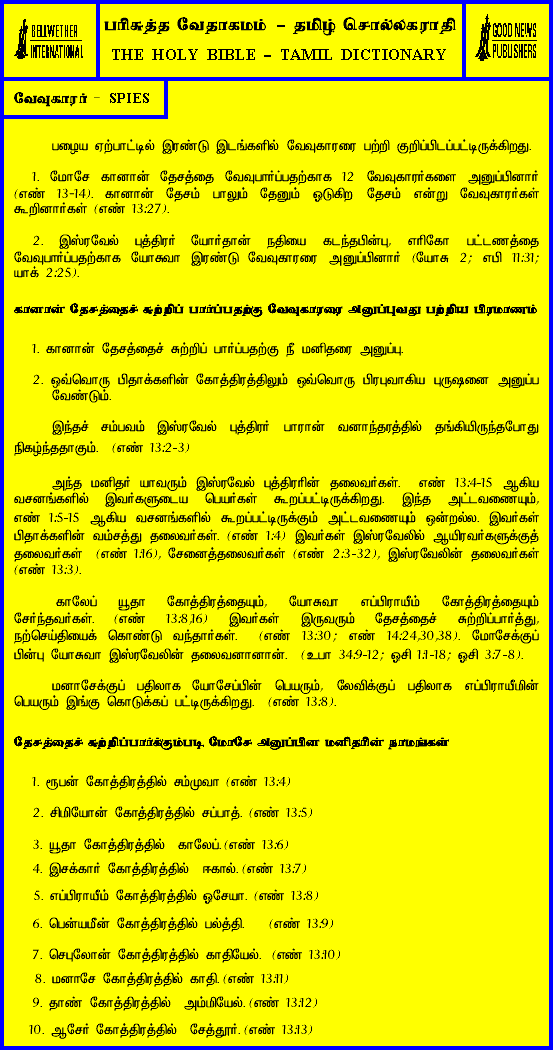 BELLWETHER
INTERNATIONAL
பரிசுத்த வேதாகமம் - தமிழ் சொல்லகராதி
THE HOLY BIBLE - TAMIL DICTIONARY
GOOD NEWS
PUBLISHERS
வேவுகாரர் - SPIES
பழைய ஏற்பாட்டில் இரண்டு இடங்களில் வேவுகாரரை பற்றி குறிப்பிடப்பட்டிருக்கிறது.
1. மோசே கானான் தேசத்தை வேவுபார்ப்பதற்காக 12 வேவுகாரர்களை அனுப்பினார்
(எண் 13-14). கானான் தேசம் பாலும் தேனும் ஓடுகிற தேசம் என்று வேவுகாரர்கள்
கூறினார்கள் (எண் 13:27).
2. இஸ்ரவேல் புத்திரர் யோர்தான் நதியை கடந்தபின்பு, எரிகோ பட்டணத்தை
வேவுபார்ப்பதற்காக யோசுவா இரண்டு வேவுகாரரை அனுப்பினார் (யோசு 2; எபி 11:31;
யாக் 2:25).
கானான் தேசத்தைச் சுற்றிப் பார்ப்பதற்கு வேவுகாரரை அனுப்புவது பற்றிய பிரமாணம்
1. கானான் தேசத்தைச் சுற்றிப் பார்ப்பதற்கு நீ மனிதரை அனுப்பு.
2. ஒவ்வொரு பிதாக்களின் கோத்திரத்திலும் ஒவ்வொரு பிரபுவாகிய புருஷனை அனுப்ப
வேண்டும்.
இந்தச் சம்பவம் இஸ்ரவேல் புத்திரர் பாரான் வனாந்தரத்தில் தங்கியிருந்தபோது
நிகழ்ந்ததாகும். (எண் 13:2-3)
அந்த மனிதர் யாவரும் இஸ்ரவேல் புத்திரரின் தலைவர்கள். எண் 13:4-15 ஆகிய
வசனங்களில் இவர்களுடைய பெயர்கள் கூறப்பட்டிருக்கிறது. இந்த அட்டவணையும்,
எண் 1:5-15 ஆகிய வசனங்களில் கூறப்பட்டிருக்கும் அட்டவணையும் ஒன்றல்ல. இவர்கள்
பிதாக்களின் வம்சத்து தலைவர்கள். (எண் 1:4) இவர்கள் இஸ்ரவேலில் ஆயிரவர்களுக்குத்
தலைவர்கள் (எண் 1:16), சேனைத்தலைவர்கள் (எண் 2:3-32), இஸ்ரவேலின் தலைவர்கள்
(எண் 13:3).
காலேப் யூதா கோத்திரத்தையும், யோசுவா எப்பிராயீம் கோத்திரத்தையும்
சேர்ந்தவர்கள். (எண் 13:8,16) இவர்கள் இருவரும் தேசத்தைச் சுற்றிப்பார்த்து,
நற்செய்தியைக் கொண்டு வந்தார்கள். (எண் 13:30; எண் 14:24,30,38). மோசேக்குப்
பின்பு யோசுவா இஸ்ரவேலின் தலைவனானான். (உபா 34:9-12; ஓசி 1:1-18; ஓசி 3:7-8).
மனாசேக்குப் பதிலாக யோசேப்பின் பெயரும், லேவிக்குப் பதிலாக எப்பிராயீமின்
பெயரும் இங்கு கொடுக்கப் பட்டிருக்கிறது. (எண் 13:8).
தேசத்தைச் சுற்றிப்பார்க்கும்படி, மோசே அனுப்பின மனிதரின் நாமங்கள்
1. ரூபன் கோத்திரத்தில் சம்முவா (எண் 13:4)
2. சிமியோன் கோத்திரத்தில் சப்பாத். (எண் 13:5)
3. யூதா கோத்திரத்தில் காலேப். (எண் 13:6)
4. இசக்கார் கோத்திரத்தில் ஈகால். (எண் 13:7)
5. எப்பிராயீம் கோத்திரத்தில் ஓசேயா. (எண் 13:8)
6. பென்யமீன் கோத்திரத்தில் பல்த்தி. (எண் 13:9)
7. செபுலோன் கோத்திரத்தில் காதியேல். (எண் 13:10)
8. மனாசே கோத்திரத்தில் காதி. (எண் 13:11)
9. தாண் கோத்திரத்தில் அம்மியேல். (எண் 13:12)
10. ஆசேர் கோத்திரத்தில் சேத்தூர். (எண் 13:13)